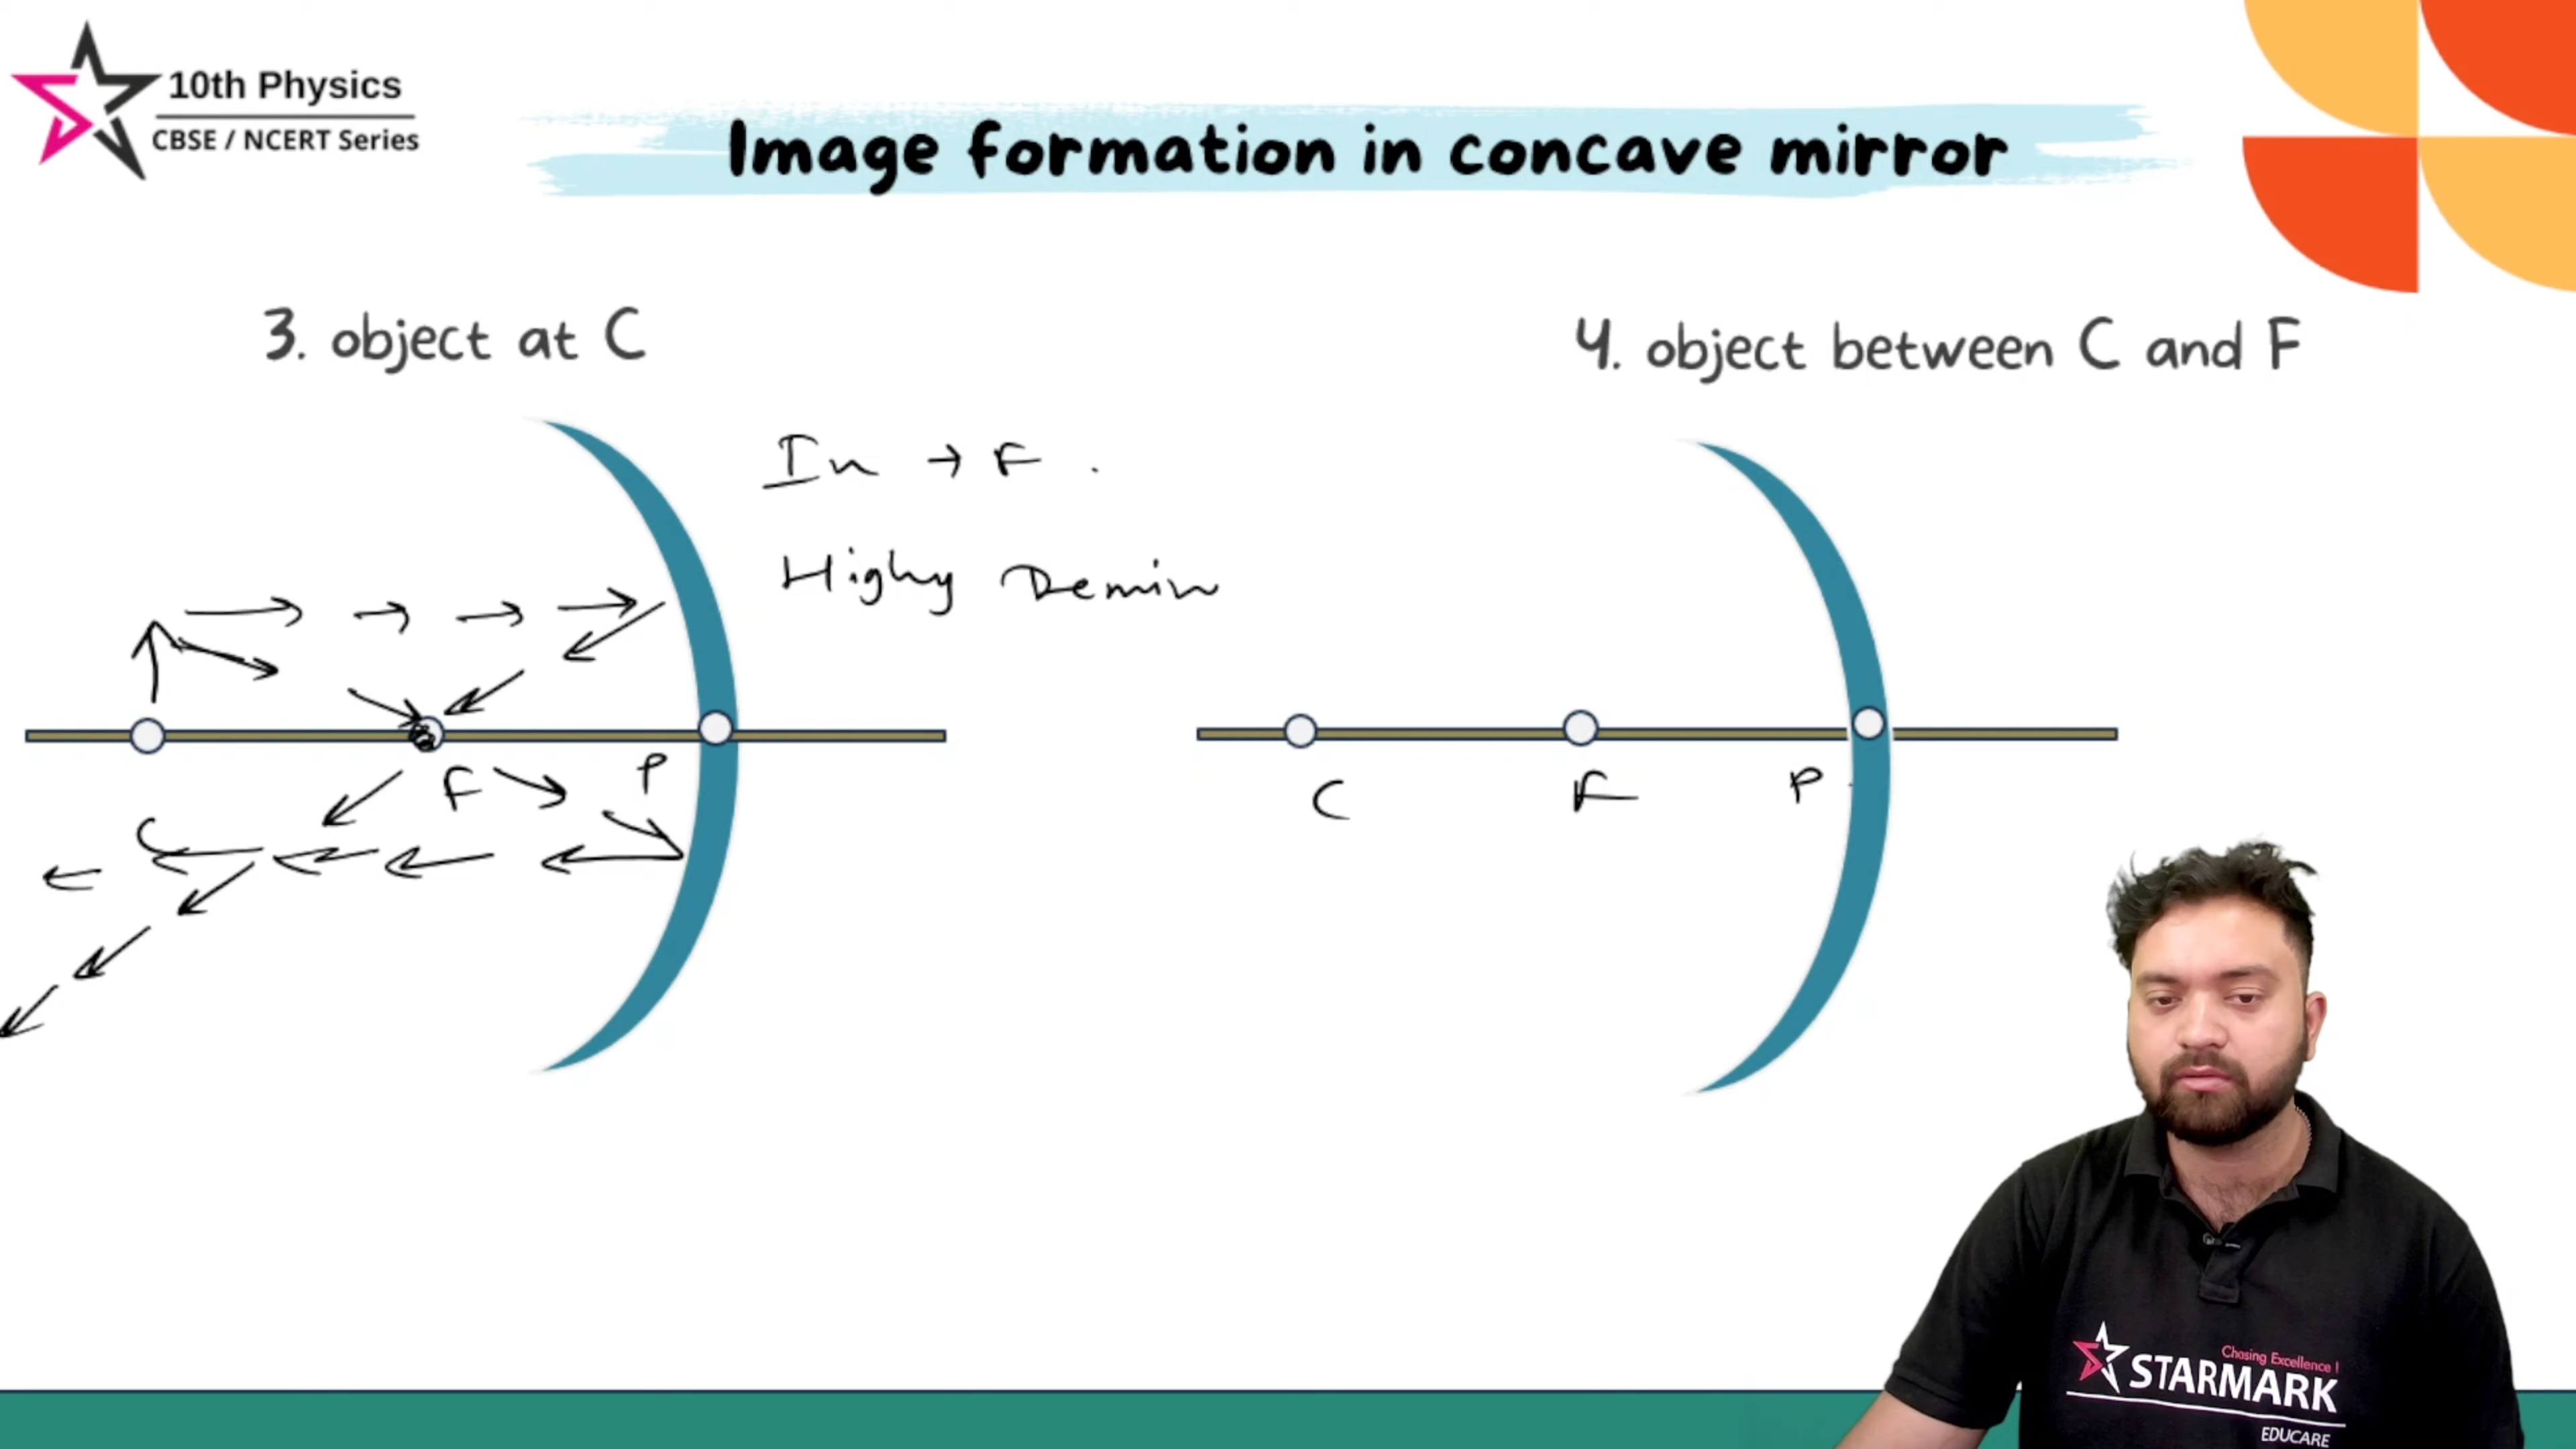 10th Physics
CBSE / NCERT Series
Image formation in concave mirror
3. object at C
4. object between C and F
In → F .
Highy Demin
F
P
C
C
F
P
Chasing Excellence !
STARMARK
EDUCARE